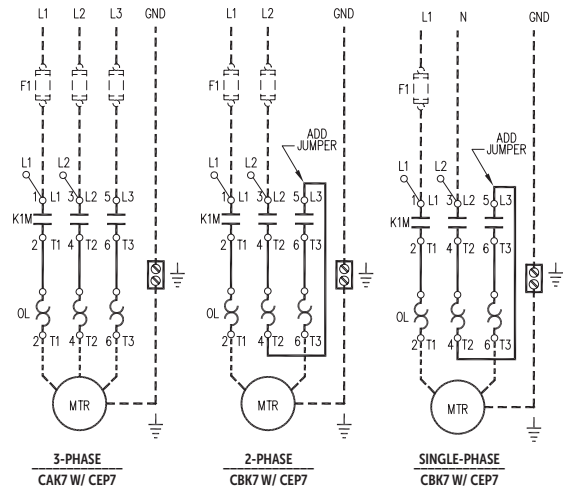 L1 L2 L3 GND
F1
L1 L2
1 L1 3 L2 5 L3
K1M
2 T1 4 T2 6 T3
OL
2 T1 4 T2 6 T3
MTR
3-PHASE
CAK7 W/ CEP7
L1 L2 GND
F1
ADD
JUMPER
L1 L2
1 L1 3 L2 5 L3
K1M
2 T1 4 T2 6 T3
OL
2 T1 4 T2 6 T3
MTR
2-PHASE
CBK7 W/ CEP7
L1 N GND
F1
ADD
JUMPER
L1 L2
1 L1 3 L2 5 L3
K1M
2 T1 4 T2 6 T3
OL
2 T1 4 T2 6 T3
MTR
SINGLE-PHASE
CBK7 W/ CEP7